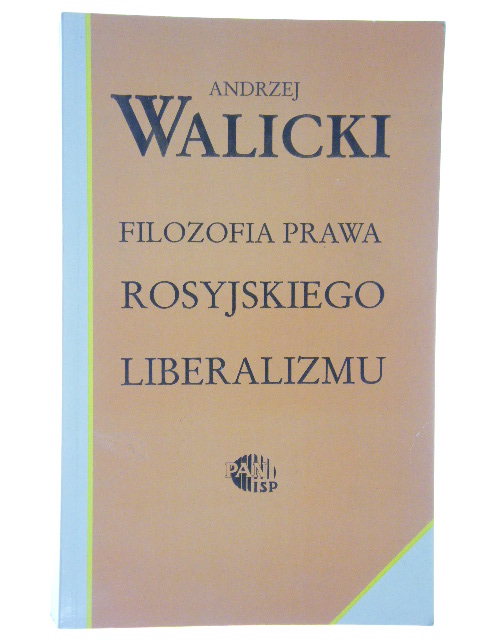 ANDRZEJ
WALICKI
FILOZOFIA PRAWA
ROSYJSKIEGO
LIBERALIZMU
PAN
ISP